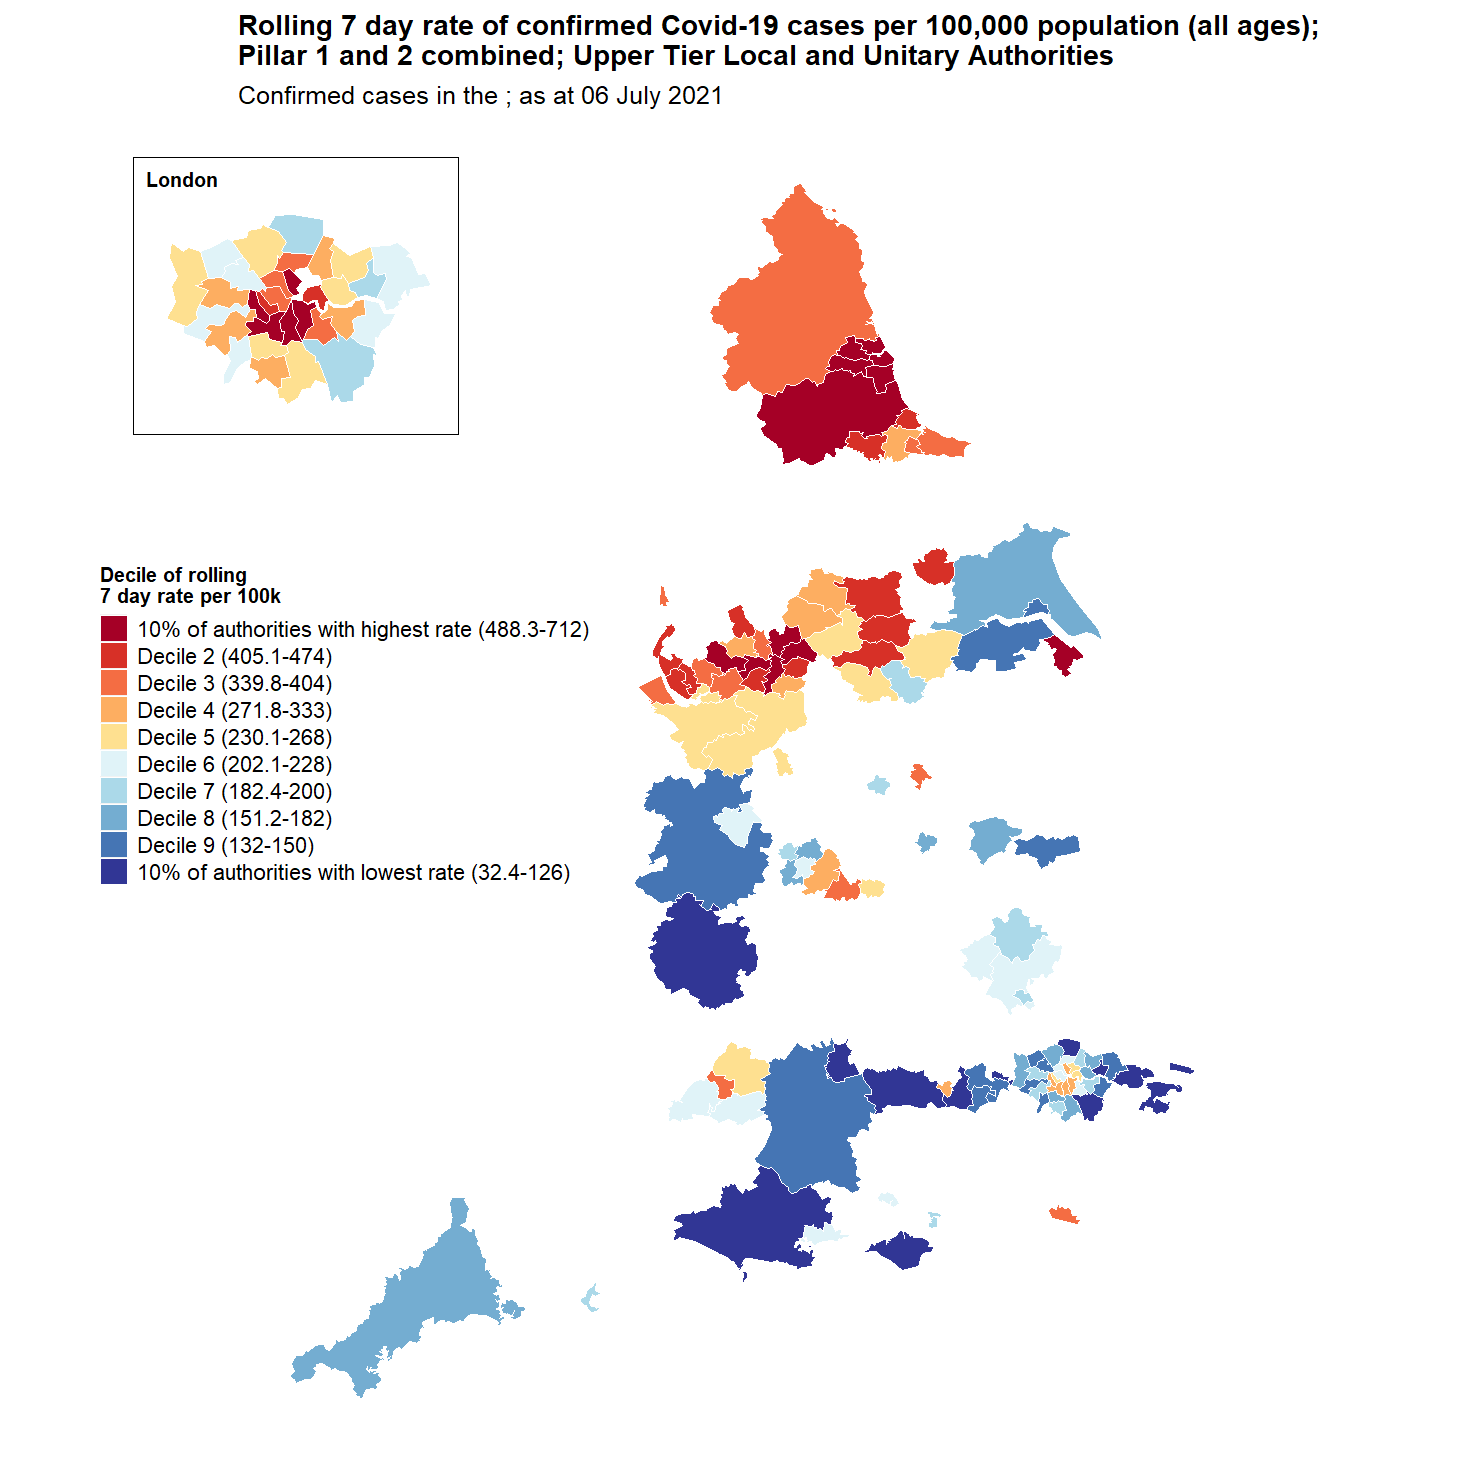 Rolling 7 day rate of confirmed Covid-19 cases per 100,000 population (all ages);
Pillar 1 and 2 combined; Upper Tier Local and Unitary Authorities
Confirmed cases in the ; as at 06 July 2021
London
Decile of rolling
7 day rate per 100k
10% of authorities with highest rate (488.3-712)
Decile 2 (405.1-474)
Decile 3 (339.8-404)
Decile 4 (271.8-333)
Decile 5 (230.1-268)
Decile 6 (202.1-228)
Decile 7 (182.4-200)
Decile 8 (151.2-182)
Decile 9 (132-150)
10% of authorities with lowest rate (32.4-126)